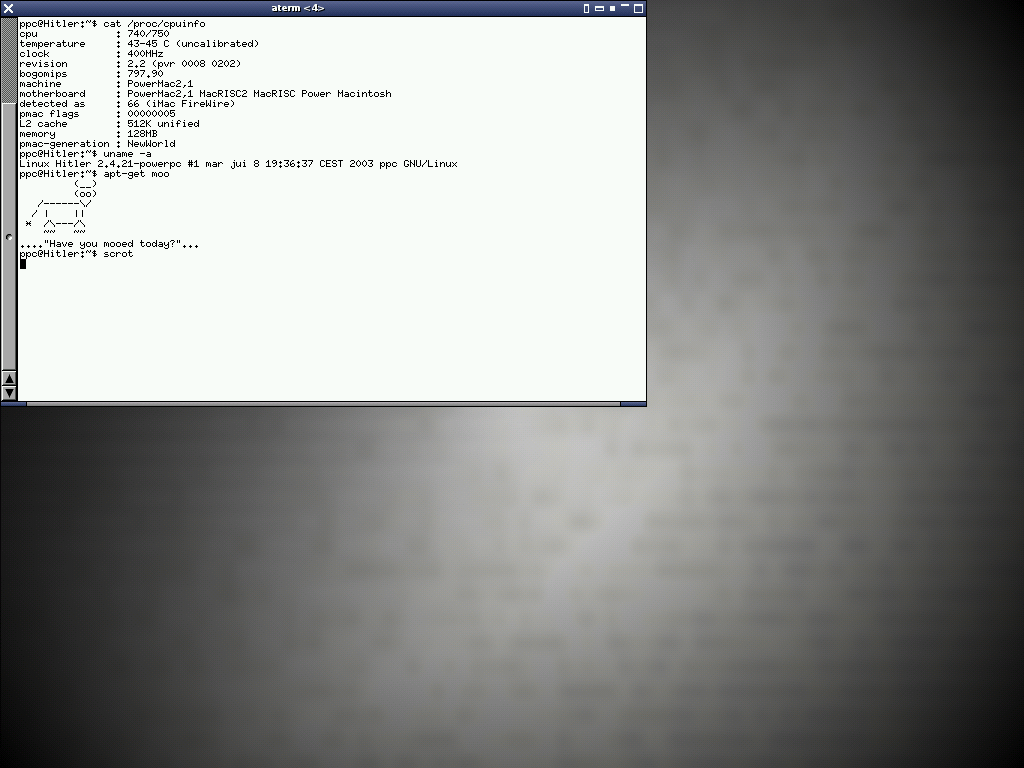 aterm <4>
ppc@Hitler:~$ cat /proc/cpuinfo
cpu             : 740/750
temperature     : 43-45 C (uncalibrated)
clock           : 400MHz
revision        : 2.2 (pvr 0008 0202)
bogomips        : 797.90
machine         : PowerMac2,1
motherboard     : PowerMac2,1 MacRISC2 MacRISC Power Macintosh
detected as     : 66 (iMac FireWire)
pmac flags      : 00000005
L2 cache        : 512K unified
memory          : 128MB
pmac-generation : NewWorld
ppc@Hitler:~$ uname -a
Linux Hitler 2.4.21-powerpc #1 mar jui 8 19:36:37 CEST 2003 ppc GNU/Linux
ppc@Hitler:~$ apt-get moo
         (__)
         (oo)
   /------\/
  / |    ||
 *  /\---/\
    ~~   ~~
...."Have you mooed today?"...
ppc@Hitler:~$ scrot